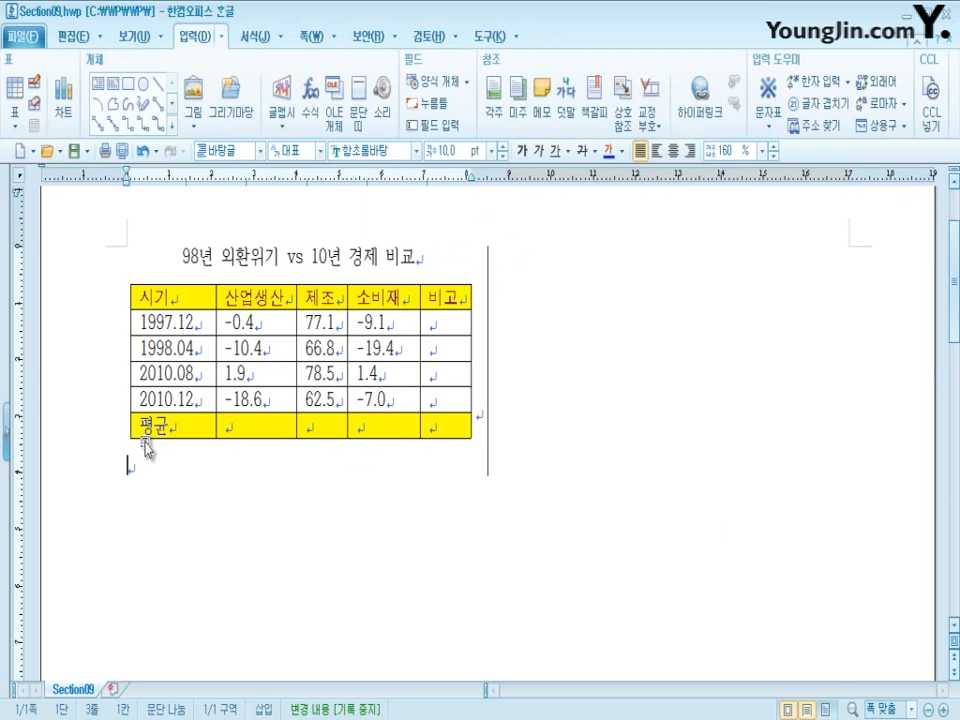 Section09.hwp [C:\WWPWWPW] - 한컴오피스 한글
YoungJin.com Y.
파일(F) 편집(E) 보기(U) 입력(D) 서식(J) 쪽(W) 보안(B) 검토(H) 도구(K)
표 개체 필드 참조 입력 도우미 CCL
표 차트 그림 그리기마당 글맵시 수식 OLE 개체 문단 띠 소리
양식 개체
누름틀
필드 입력
각주 미주 메모 덧말 책갈피 상호 참조 교정 부호 하이퍼링크
문자표
한자 입력 외래어
글자 겹치기 로마자
주소 찾기 상용구
CCL 넣기
바탕글 대표 함초롬바탕 10,0 pt 가 가 가 가 가 160 %
98년 외환위기 vs 10년 경제 비교
시기 산업생산 제조 소비재 비고
1997.12 -0.4 77.1 -9.1
1998.04 -10.4 66.8 -19.4
2010.08 1.9 78.5 1.4
2010.12 -18.6 62.5 -7.0
평균
Section09
1/1쪽 1단 3줄 1칸 문단 나눔 1/1 구역 삽입 변경 내용 [기록 중지] 폭 맞춤